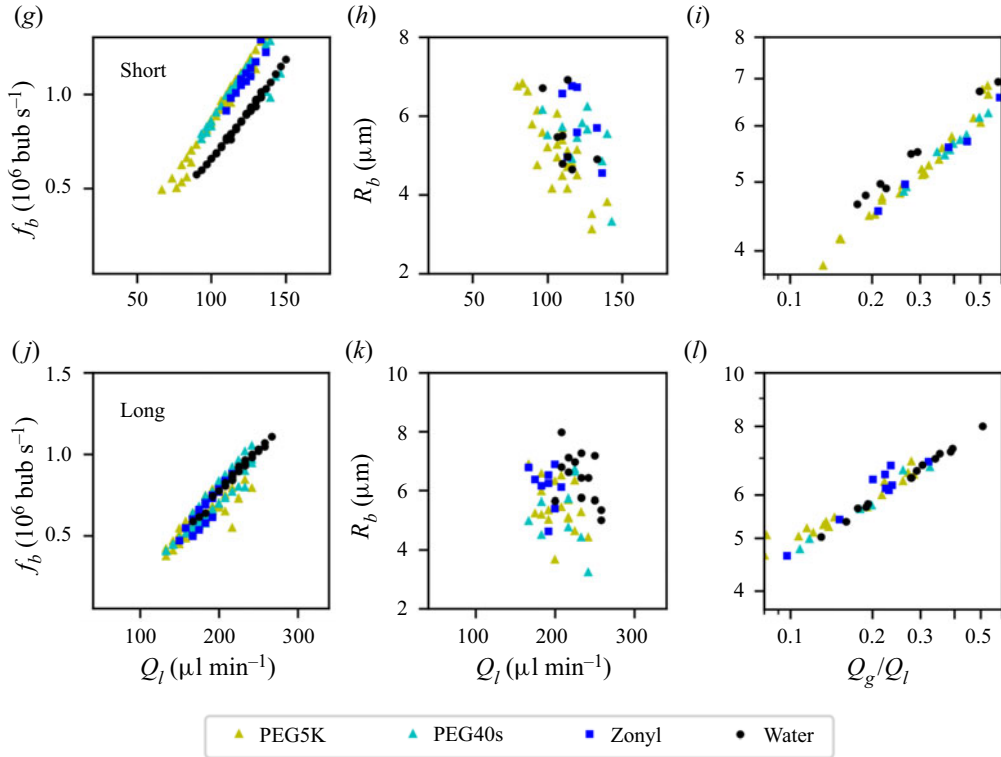 (g)
(h)
(i)
f_b (10⁶ bub s⁻¹)
1.0
0.5
Short
50
100
150
R_b (μm)
8
6
4
2
50
100
150
8
7
6
5
4
0.1
0.2
0.3
0.5
(j)
(k)
(l)
f_b (10⁶ bub s⁻¹)
1.5
1.0
0.5
Long
100
200
300
Q_l (μl min⁻¹)
R_b (μm)
10
8
6
4
2
100
200
300
Q_l (μl min⁻¹)
10
8
6
5
4
0.1
0.2
0.3
0.5
Q_g/Q_l
PEG5K PEG40s Zonyl Water